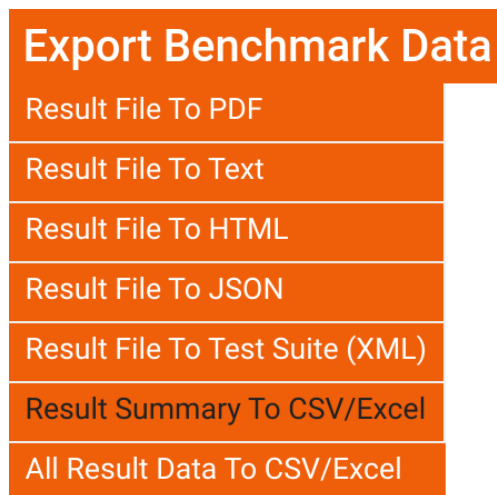 Export Benchmark Data
Result File To PDF
Result File To Text
Result File To HTML
Result File To JSON
Result File To Test Suite (XML)
Result Summary To CSV/Excel
All Result Data To CSV/Excel